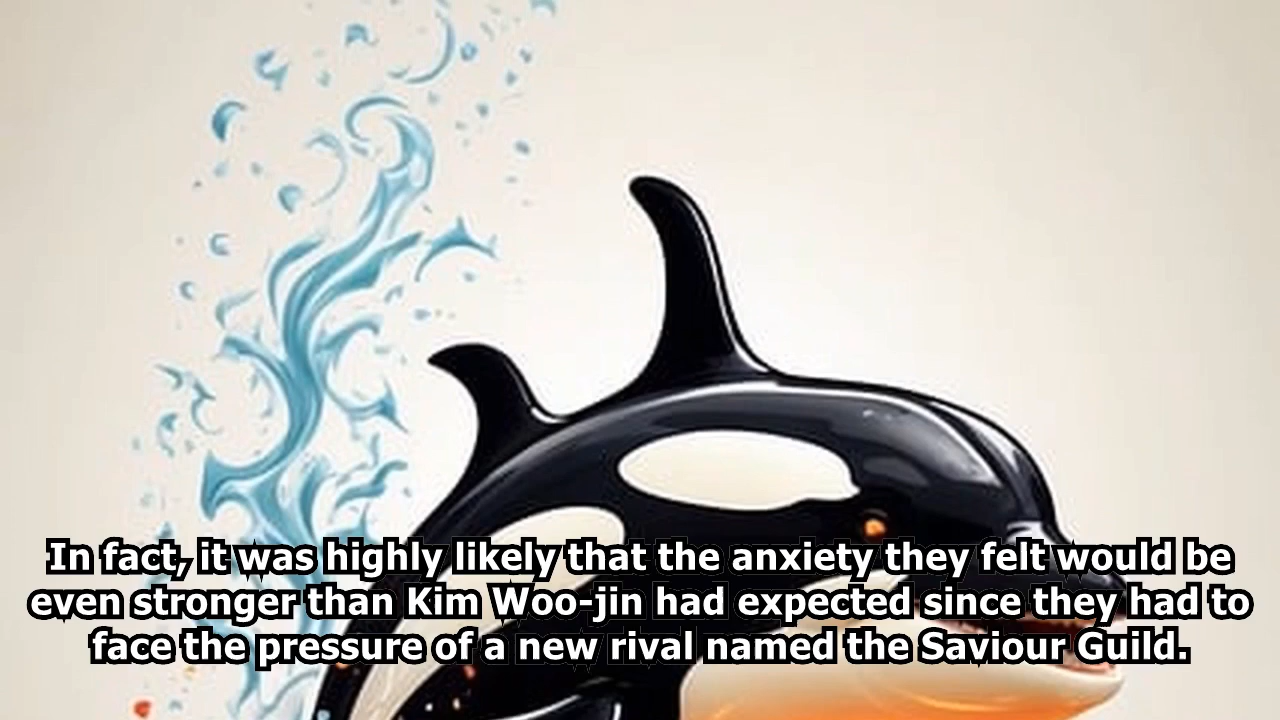 In fact, it was highly likely that the anxiety they felt would be
even stronger than Kim Woo-jin had expected since they had to
face the pressure of a new rival named the Saviour Guild.